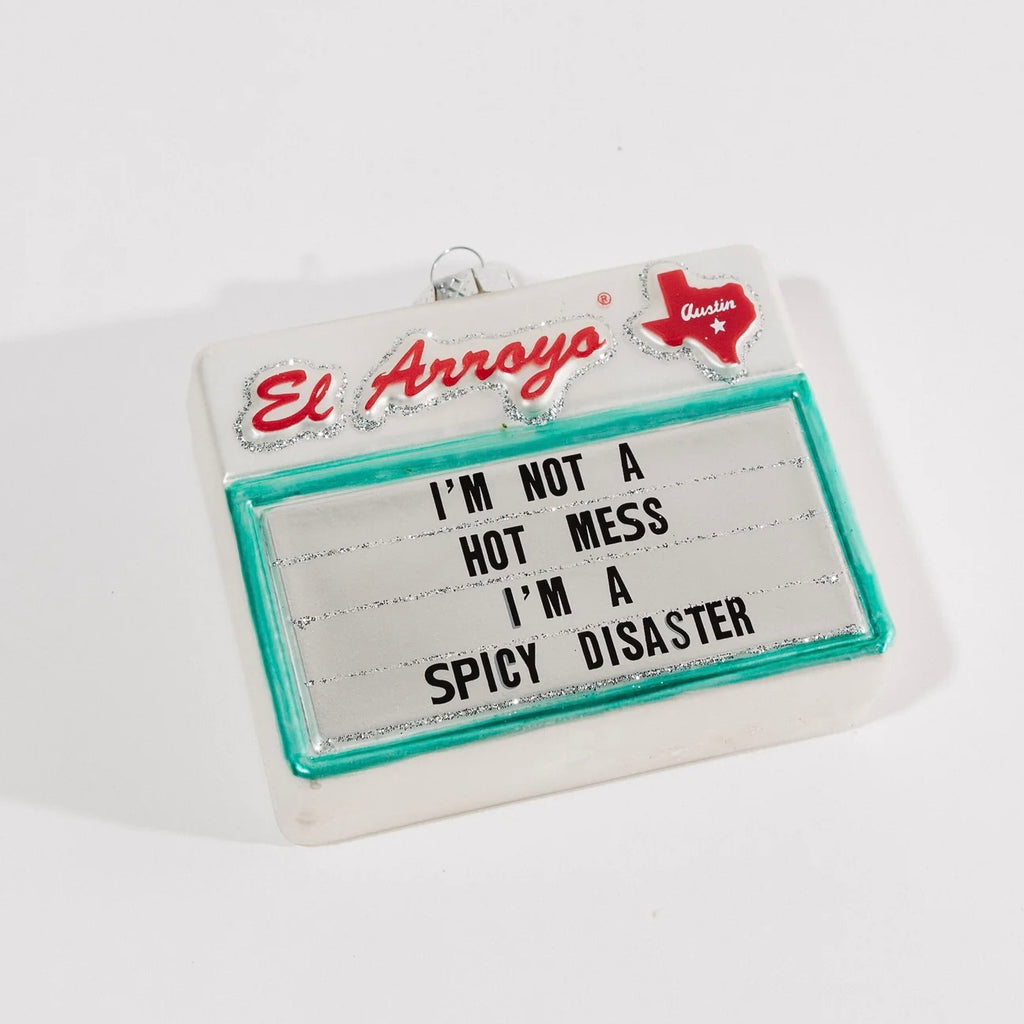 El Arroyo ®
Austin
I'M NOT A
HOT MESS
I'M A
SPICY DISASTER